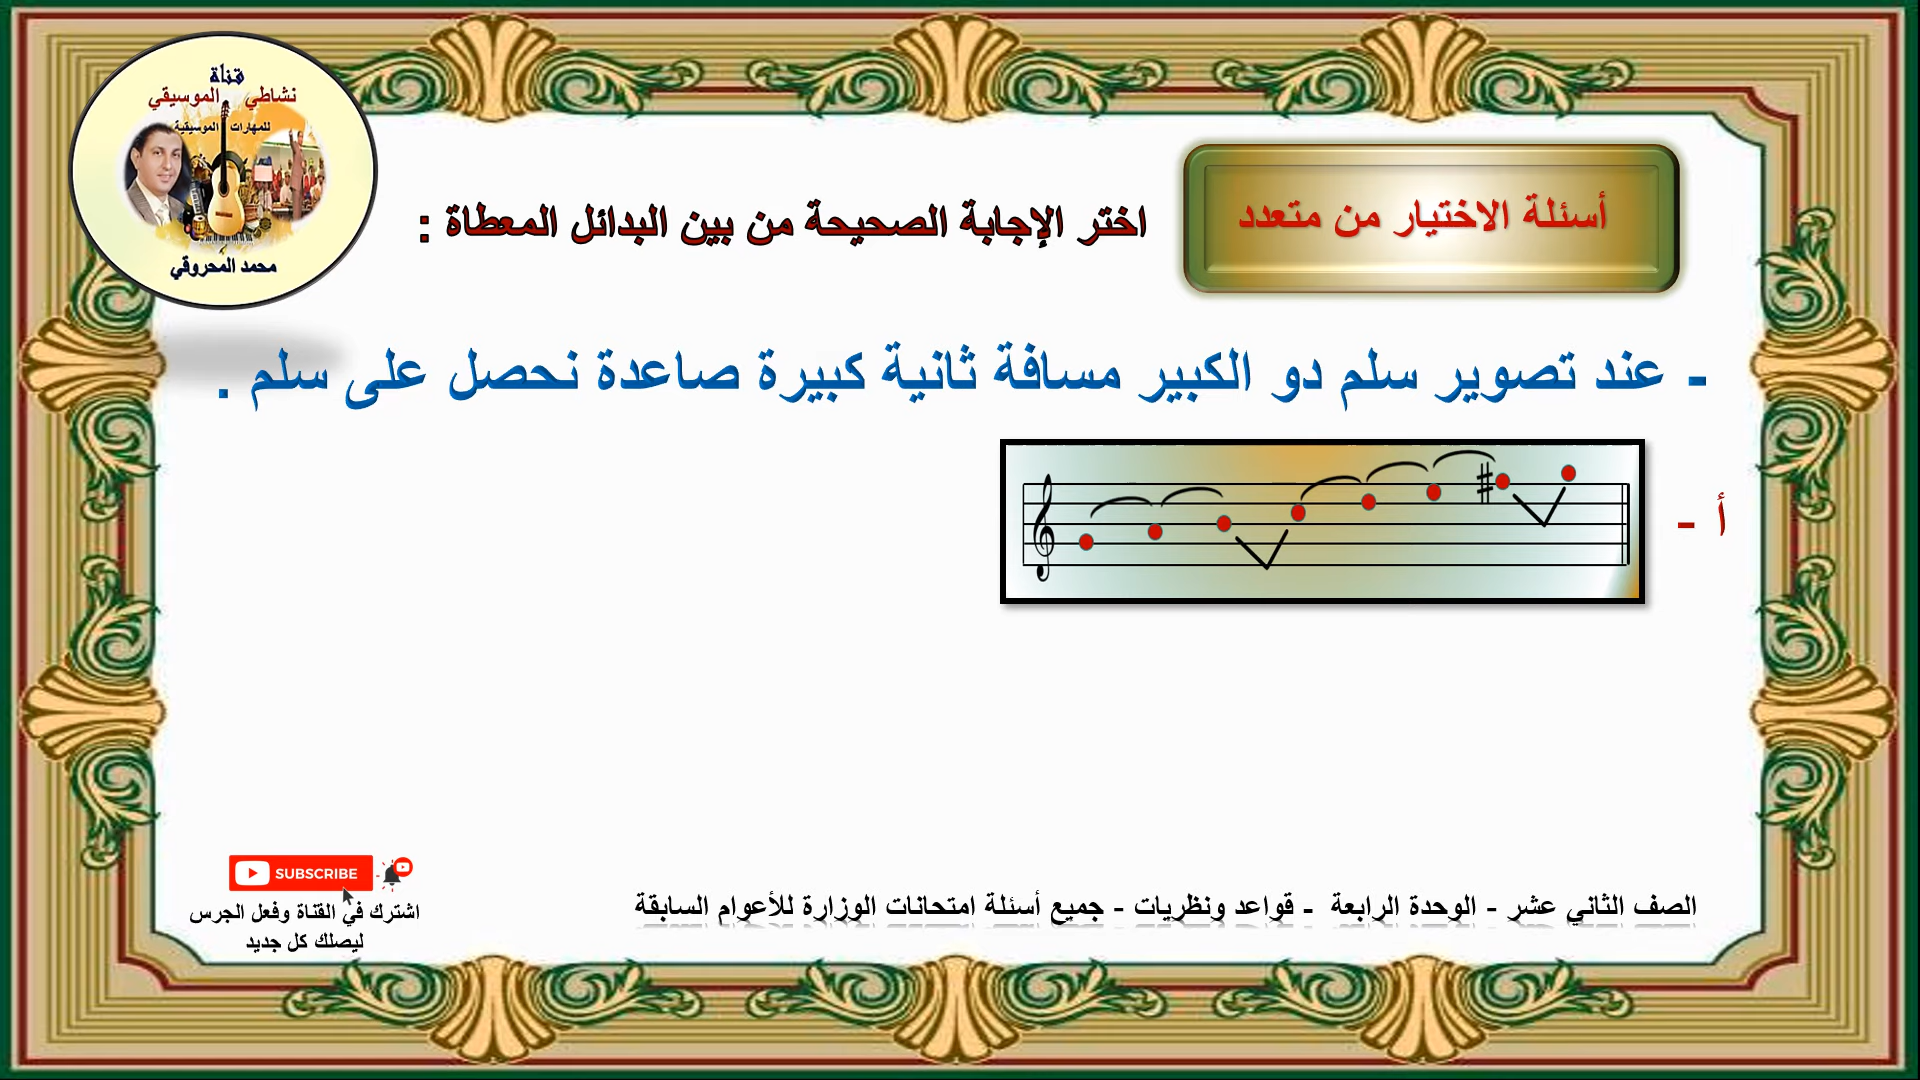 قناة
نشاطي الموسيقي
للمهارات الموسيقية
محمد المحروقي
أسئلة الاختيار من متعدد
اختر الإجابة الصحيحة من بين البدائل المعطاة :
- عند تصوير سلم دو الكبير مسافة ثانية كبيرة صاعدة نحصل على سلم .
أ -
SUBSCRIBE
اشترك في القناة وفعل الجرس
ليصلك كل جديد
الصف الثاني عشر - الوحدة الرابعة - قواعد ونظريات - جميع أسئلة امتحانات الوزارة للأعوام السابقة